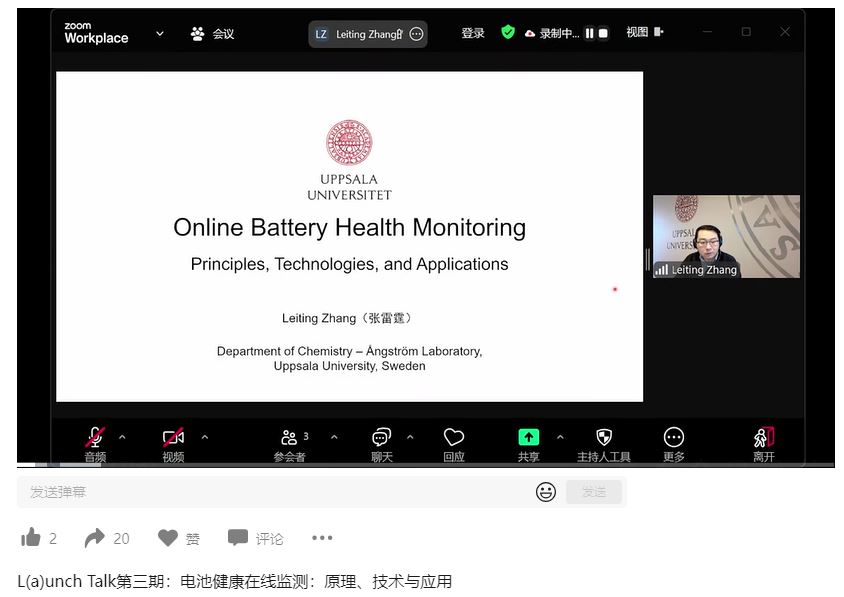 zoom
Workplace
会议
LZ Leiting Zhang
登录
录制中...
视图
UPPSALA
UNIVERSITET
Online Battery Health Monitoring
Principles, Technologies, and Applications
Leiting Zhang（张雷霆）
Department of Chemistry – Ångström Laboratory,
Uppsala University, Sweden
Leiting Zhang
音频
视频
3
参会者
聊天
回应
共享
主持人工具
更多
离开
发送弹幕
发送
2
20
赞
评论
L(a)unch Talk第三期：电池健康在线监测：原理、技术与应用